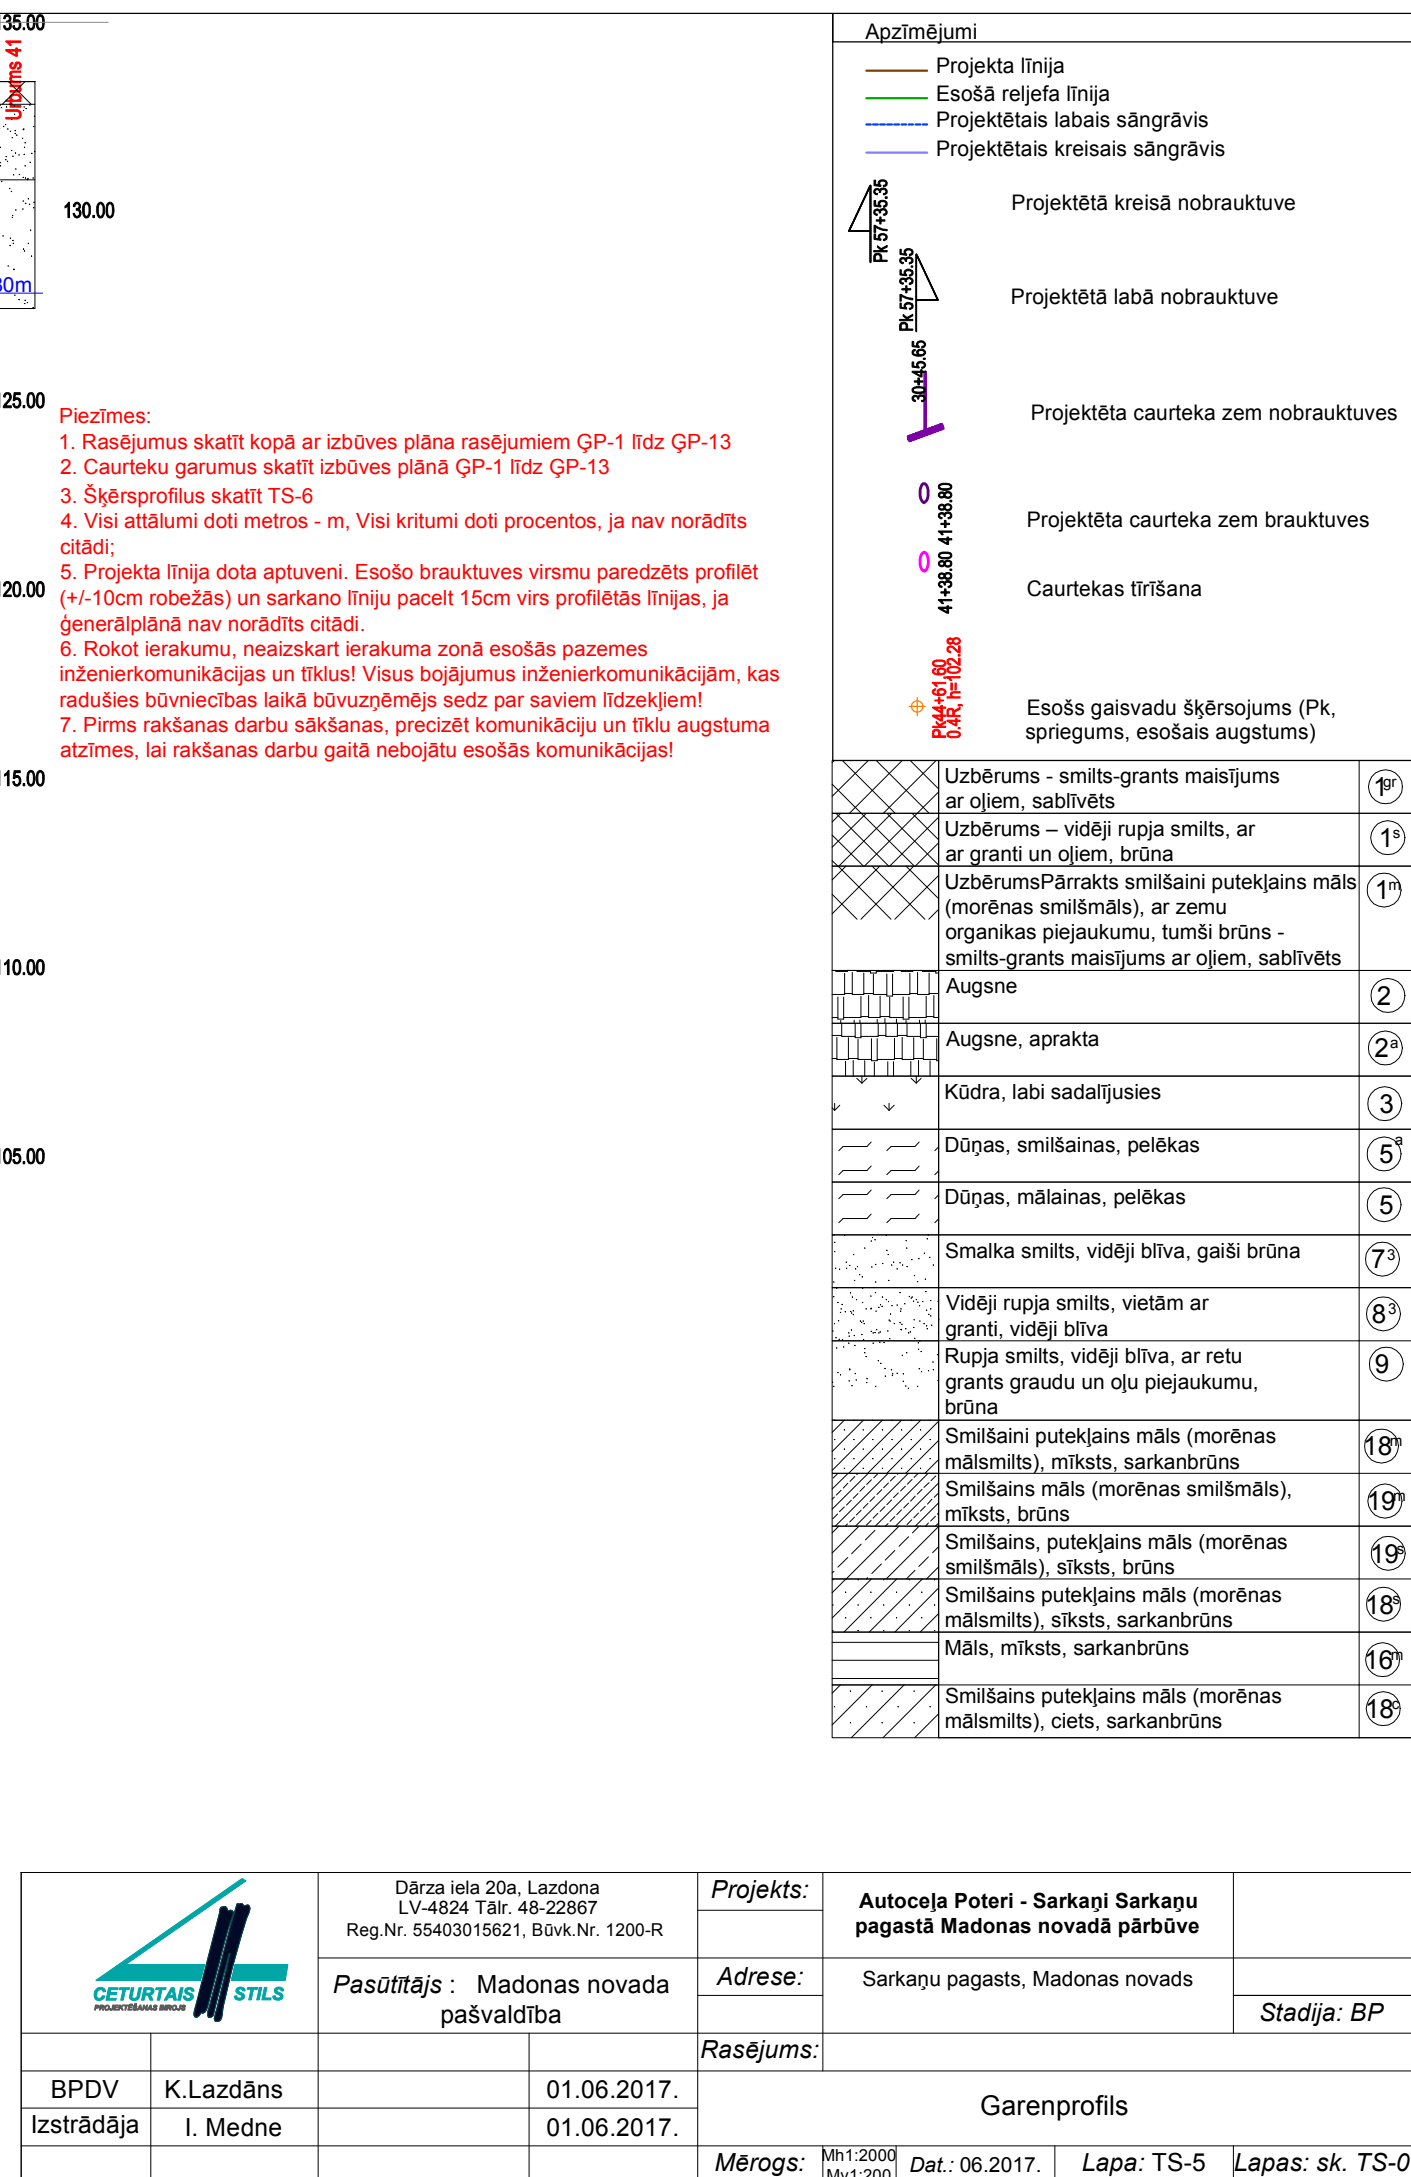 135.00
Urbums 41
130.00
30m
125.00
120.00
115.00
110.00
105.00
Piezīmes:
1. Rasējumus skatīt kopā ar izbūves plāna rasējumiem ĢP-1 līdz ĢP-13
2. Caurteku garumus skatīt izbūves plānā ĢP-1 līdz ĢP-13
3. Šķērsprofilus skatīt TS-6
4. Visi attālumi doti metros - m, Visi kritumi doti procentos, ja nav norādīts
citādi;
5. Projekta līnija dota aptuveni. Esošo brauktuves virsmu paredzēts profilēt
(+/-10cm robežās) un sarkano līniju pacelt 15cm virs profilētās līnijas, ja
ģenerālplānā nav norādīts citādi.
6. Rokot ierakumu, neaizskart ierakuma zonā esošās pazemes
inženierkomunikācijas un tīklus! Visus bojājumus inženierkomunikācijām, kas
radušies būvniecības laikā būvuzņēmējs sedz par saviem līdzekļiem!
7. Pirms rakšanas darbu sākšanas, precizēt komunikāciju un tīklu augstuma
atzīmes, lai rakšanas darbu gaitā nebojātu esošās komunikācijas!
Apzīmējumi
Projekta līnija
Esošā reljefa līnija
Projektētais labais sāngrāvis
Projektētais kreisais sāngrāvis
Pk 57+35.35
Projektētā kreisā nobrauktuve
Pk 57+35.35
Projektētā labā nobrauktuve
30+45.65
Projektēta caurteka zem nobrauktuves
41+38.80
Projektēta caurteka zem brauktuves
41+38.80
Caurtekas tīrīšana
Pk44+61.60
0.4R, h=102.28
Esošs gaisvadu šķērsojums (Pk,
spriegums, esošais augstums)
Uzbērums - smilts-grants maisījums
ar oļiem, sablīvēts
1gr
Uzbērums – vidēji rupja smilts, ar
ar granti un oļiem, brūna
1s
UzbērumsPārrakts smilšaini putekļains māls
(morēnas smilšmāls), ar zemu
organikas piejaukumu, tumši brūns -
smilts-grants maisījums ar oļiem, sablīvēts
1m
Augsne
2
Augsne, aprakta
2a
Kūdra, labi sadalījusies
3
Dūņas, smilšainas, pelēkas
5a
Dūņas, mālainas, pelēkas
5
Smalka smilts, vidēji blīva, gaiši brūna
73
Vidēji rupja smilts, vietām ar
granti, vidēji blīva
83
Rupja smilts, vidēji blīva, ar retu
grants graudu un oļu piejaukumu,
brūna
9
Smilšaini putekļains māls (morēnas
mālsmilts), mīksts, sarkanbrūns
18m
Smilšains māls (morēnas smilšmāls),
mīksts, brūns
19m
Smilšains, putekļains māls (morēnas
smilšmāls), sīksts, brūns
19s
Smilšains putekļains māls (morēnas
mālsmilts), sīksts, sarkanbrūns
18s
Māls, mīksts, sarkanbrūns
16m
Smilšains putekļains māls (morēnas
mālsmilts), ciets, sarkanbrūns
18c
CETURTAIS STILS
PROJEKTĒŠANAS BIROJS
Dārza iela 20a, Lazdona
LV-4824 Tālr. 48-22867
Reg.Nr. 55403015621, Būvk.Nr. 1200-R
Pasūtītājs : Madonas novada
pašvaldība
Projekts:
Autoceļa Poteri - Sarkaņi Sarkaņu
pagastā Madonas novadā pārbūve
Adrese:
Sarkaņu pagasts, Madonas novads
Stadija: BP
Rasējums:
Garenprofils
BPDV K.Lazdāns 01.06.2017.
Izstrādāja I. Medne 01.06.2017.
Mērogs:
Mh1:2000
Mv1:200
Dat.: 06.2017.
Lapa: TS-5
Lapas: sk. TS-0